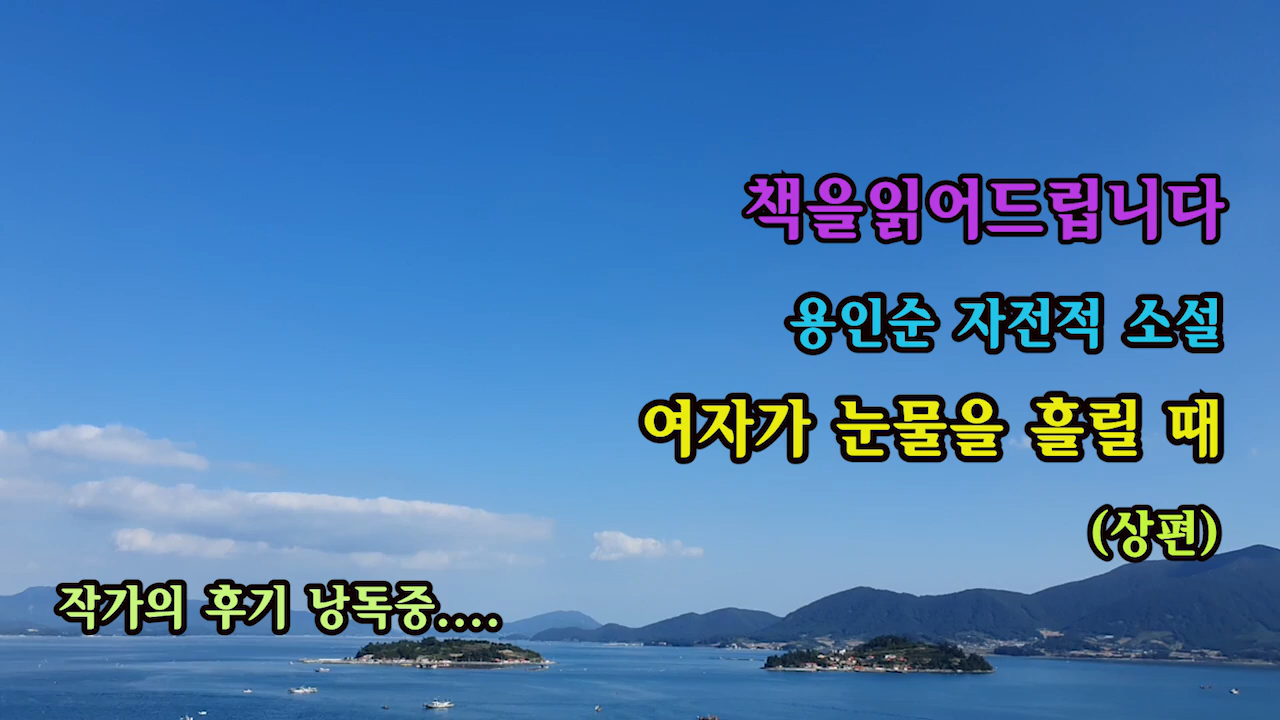 책을읽어드립니다
용인순 자전적 소설
여자가 눈물을 흘릴 때
(상편)
작가의 후기 낭독중....